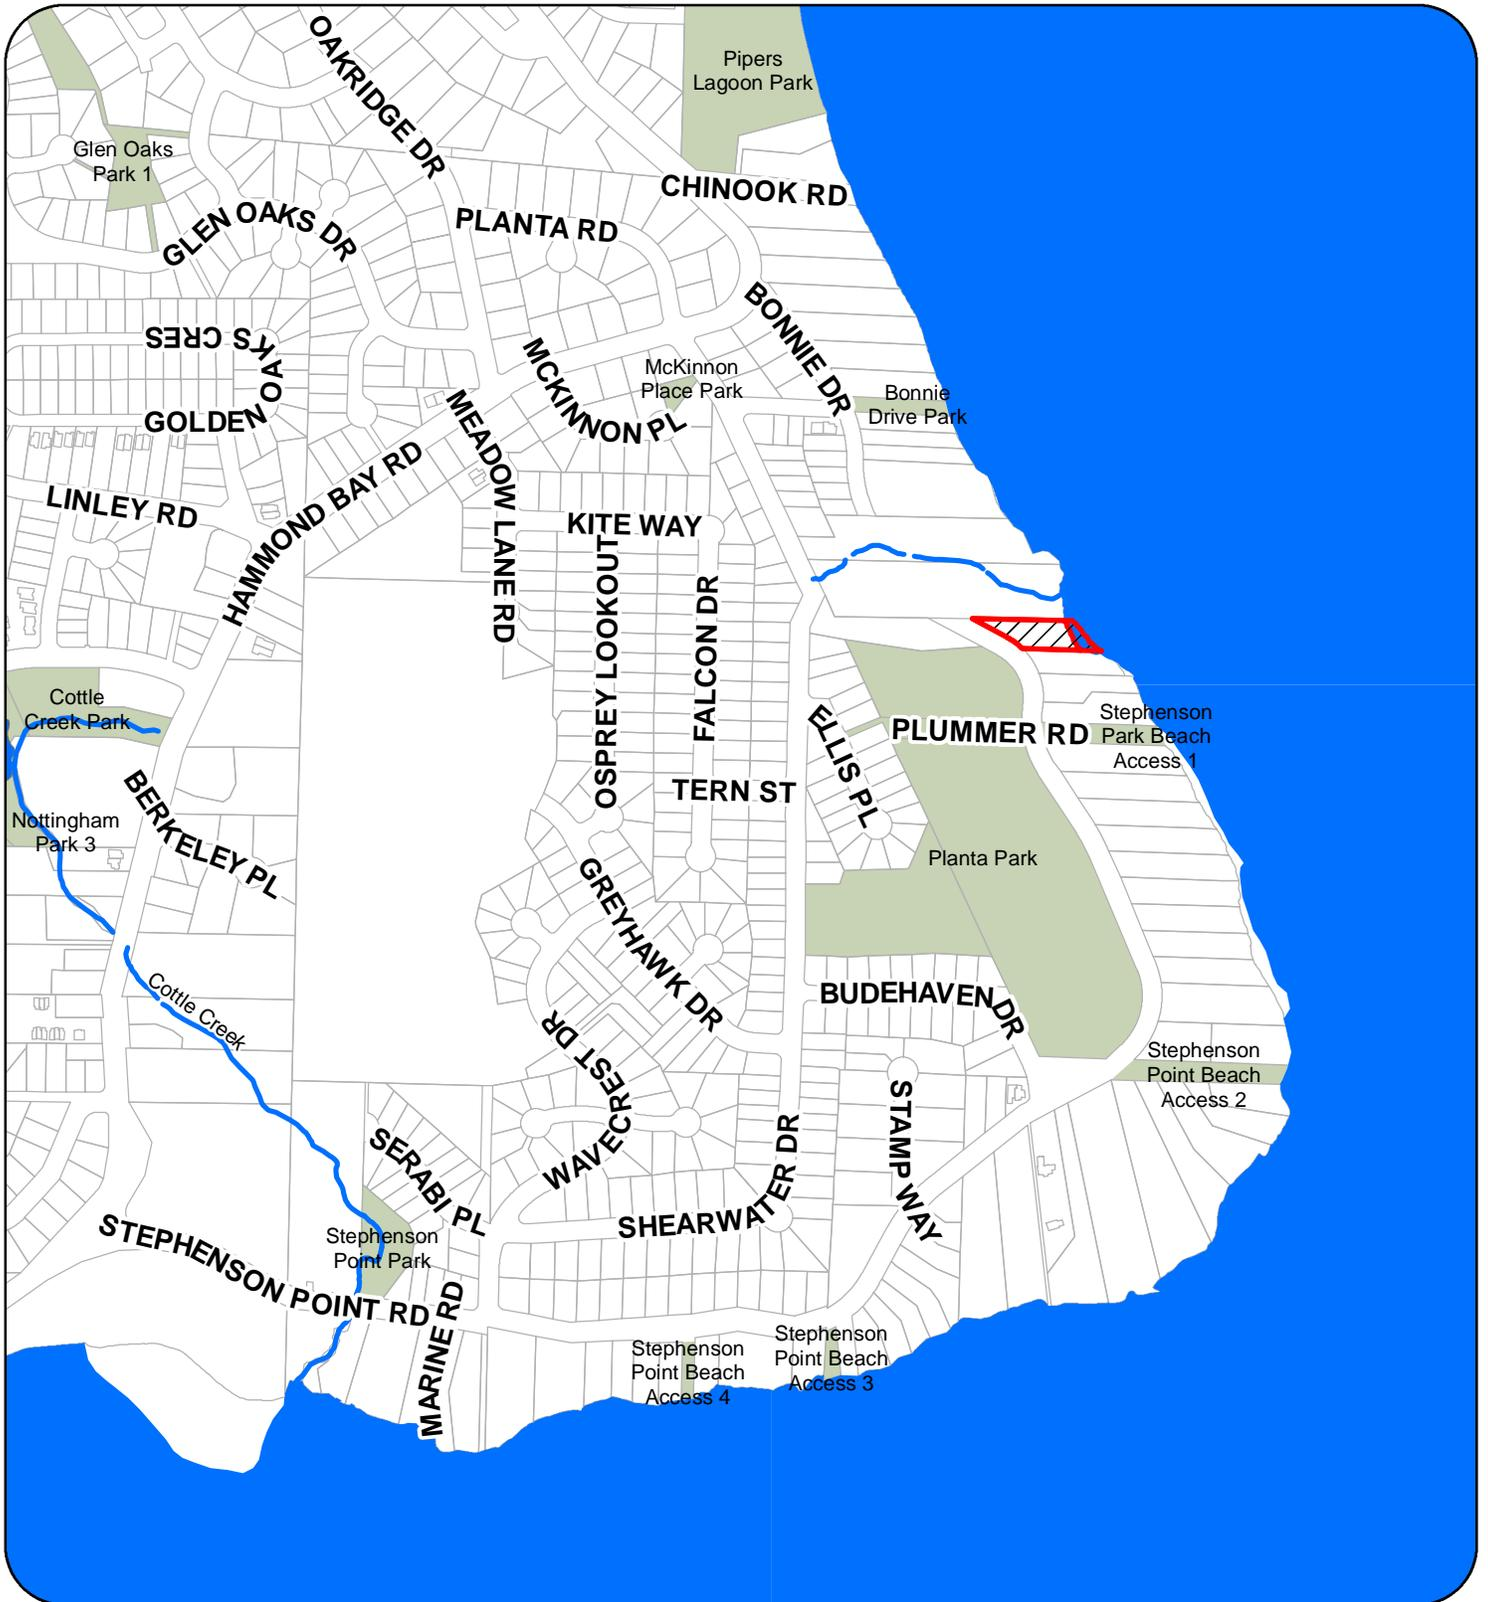 OAKRIDGE DR
Pipers
Lagoon Park
Glen Oaks
Park 1
CHINOOK RD
PLANTA RD
GLEN OAKS DR
BONNIE DR
GOLDEN OAKS CRES
MCKINNON PL
McKinnon
Place Park
Bonnie
Drive Park
MEADOW LANE RD
HAMMOND BAY RD
LINLEY RD
KITE WAY
OSPREY LOOKOUT
FALCON DR
Cottle
Creek Park
ELLIS PL
PLUMMER RD
Stephenson
Park Beach
Access 1
TERN ST
BERKELEY PL
Nottingham
Park 3
Planta Park
GREYHAWK DR
Cottle Creek
BUDEHAVEN DR
WAVECREST DR
Stephenson
Point Beach
Access 2
STAMP WAY
SERABI PL
SHEARWATER DR
STEPHENSON POINT RD
Stephenson
Point Park
MARINE RD
Stephenson
Point Beach
Access 4
Stephenson
Point Beach
Access 3